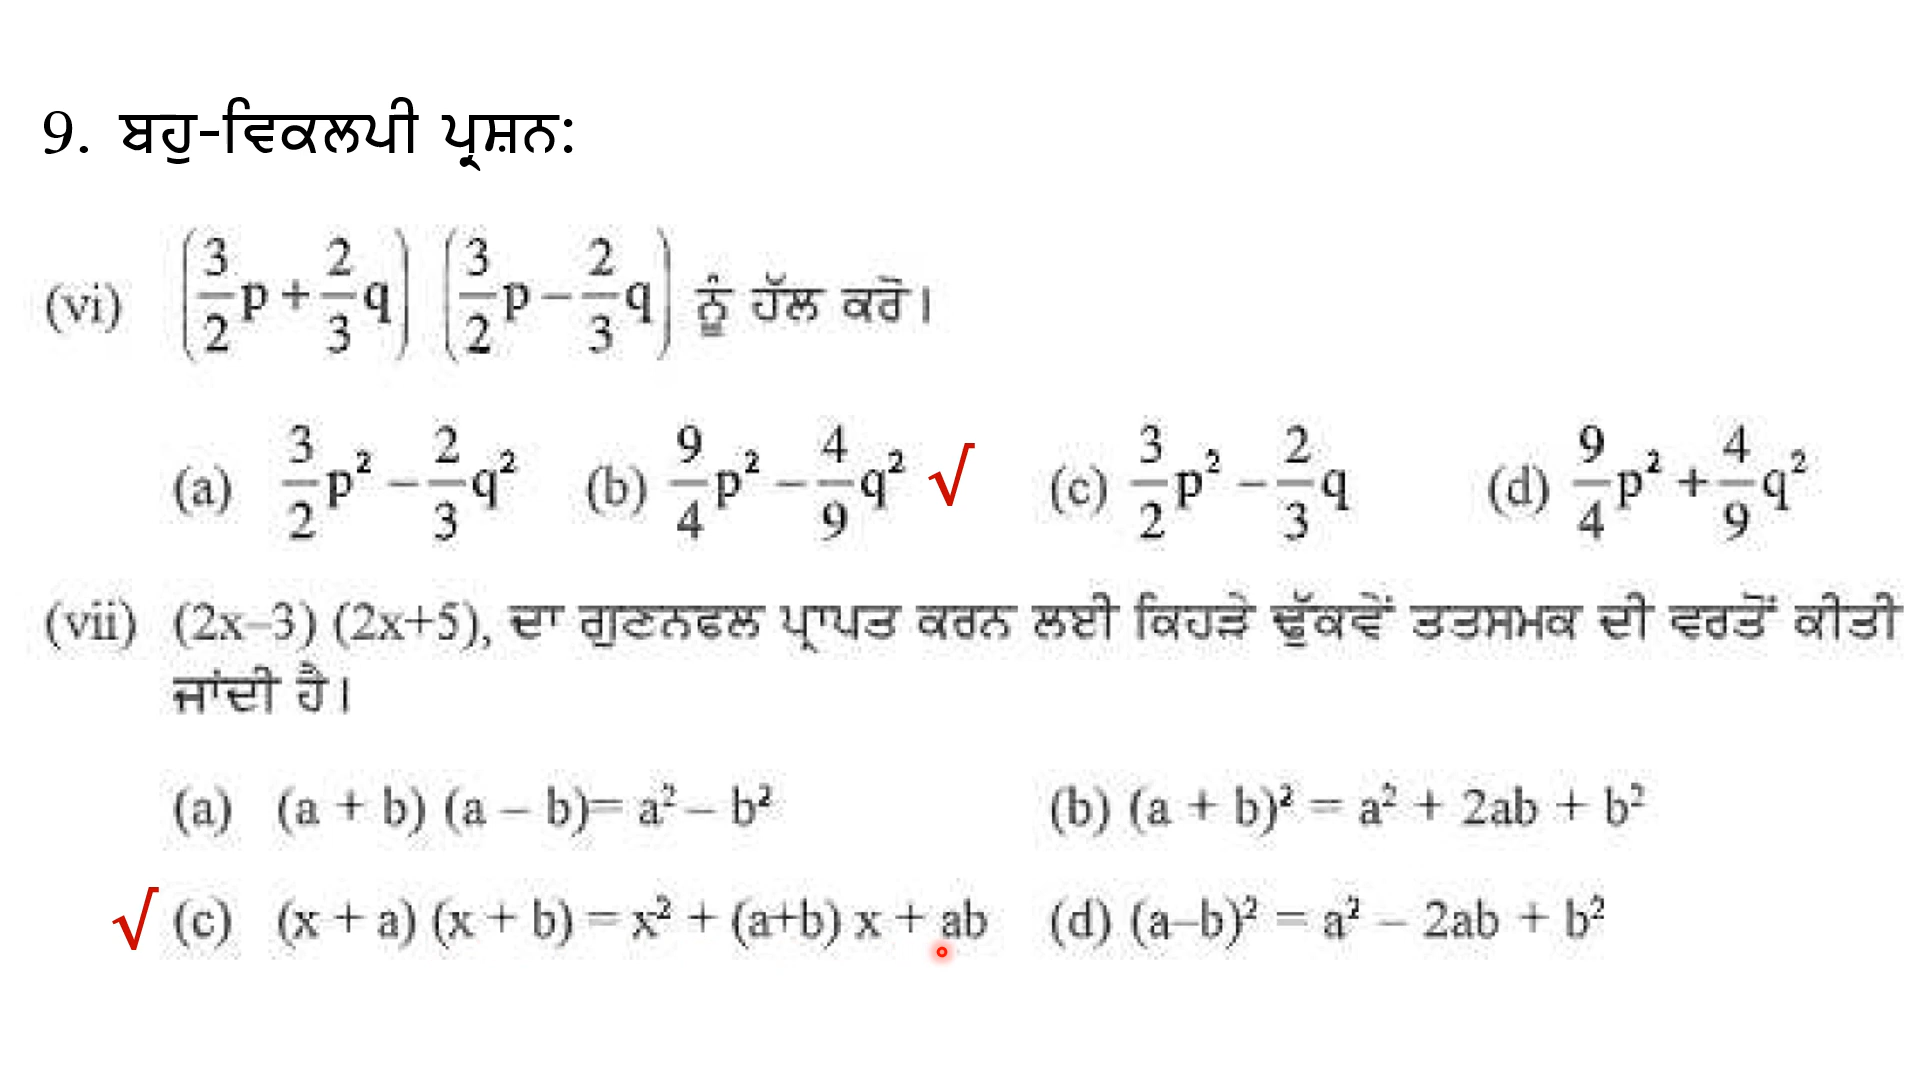 9. ਬਹੁ-ਵਿਕਲਪੀ ਪ੍ਰਸ਼ਨ:
(vi) (3/2 p + 2/3 q) (3/2 p − 2/3 q) ਨੂੰ ਹੱਲ ਕਰੋ।
(a) 3/2 p² − 2/3 q² (b) 9/4 p² − 4/9 q² √ (c) 3/2 p² − 2/3 q (d) 9/4 p² + 4/9 q²
(vii) (2x–3) (2x+5), ਦਾ ਗੁਣਨਫਲ ਪ੍ਰਾਪਤ ਕਰਨ ਲਈ ਕਿਹੜੇ ਢੁੱਕਵੇਂ ਤਤਸਮਕ ਦੀ ਵਰਤੋਂ ਕੀਤੀ
ਜਾਂਦੀ ਹੈ।
(a) (a + b) (a – b)= a² – b² (b) (a + b)² = a² + 2ab + b²
√ (c) (x + a) (x + b) = x² + (a+b) x + ab (d) (a–b)² = a² – 2ab + b²